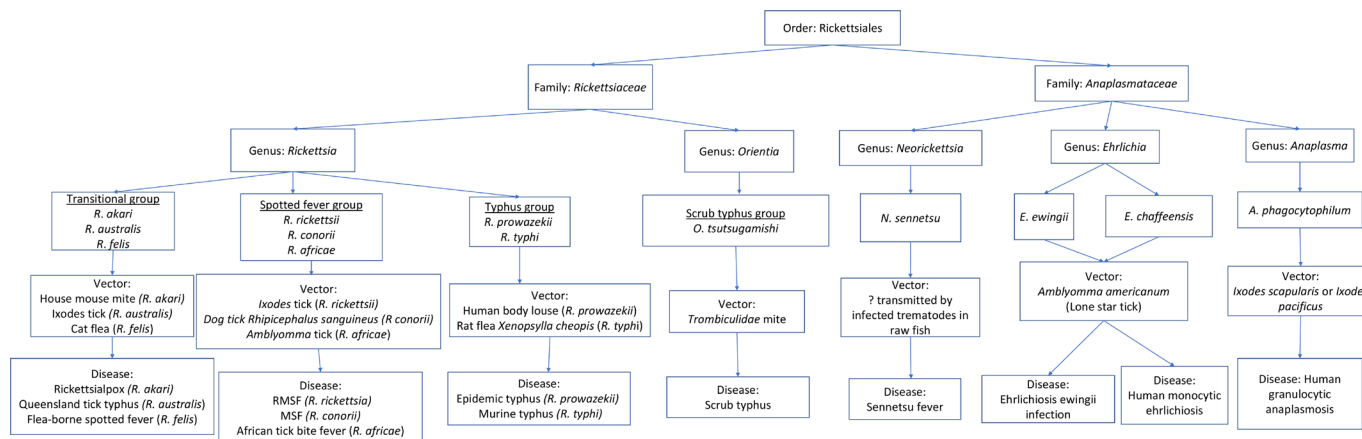 Order: Rickettsiales
Family: Rickettsiaceae
Family: Anaplasmataceae
Genus: Rickettsia
Genus: Orientia
Genus: Neorickettsia
Genus: Ehrlichia
Genus: Anaplasma
Transitional group
R. akari
R. australis
R. felis
Spotted fever group
R. rickettsii
R. conorii
R. africae
Typhus group
R. prowazekii
R. typhi
Scrub typhus group
O. tsutsugamishi
N. sennetsu
E. ewingii
E. chaffeensis
A. phagocytophilum
Vector:
House mouse mite (R. akari)
Ixodes tick (R. australis)
Cat flea (R. felis)
Vector:
Ixodes tick (R. rickettsii)
Dog tick Rhipicephalus sanguineus (R conorii)
Amblyomma tick (R. africae)
Vector:
Human body louse (R. prowazekii)
Rat flea Xenopsylla cheopis (R. typhi)
Vector:
Trombiculidae mite
Vector:
? transmitted by
infected trematodes in
raw fish
Vector:
Amblyomma americanum
(Lone star tick)
Vector:
Ixodes scapularis or Ixodes
pacificus
Disease:
Rickettsialpox (R. akari)
Queensland tick typhus (R. australis)
Flea-borne spotted fever (R. felis)
Disease:
RMSF (R. rickettsia)
MSF (R. conorii)
African tick bite fever (R. africae)
Disease:
Epidemic typhus (R. prowazekii)
Murine typhus (R. typhi)
Disease:
Scrub typhus
Disease:
Sennetsu fever
Disease:
Ehrlichiosis ewingii
infection
Disease:
Human monocytic
ehrlichiosis
Disease: Human
granulocytic
anaplasmosis